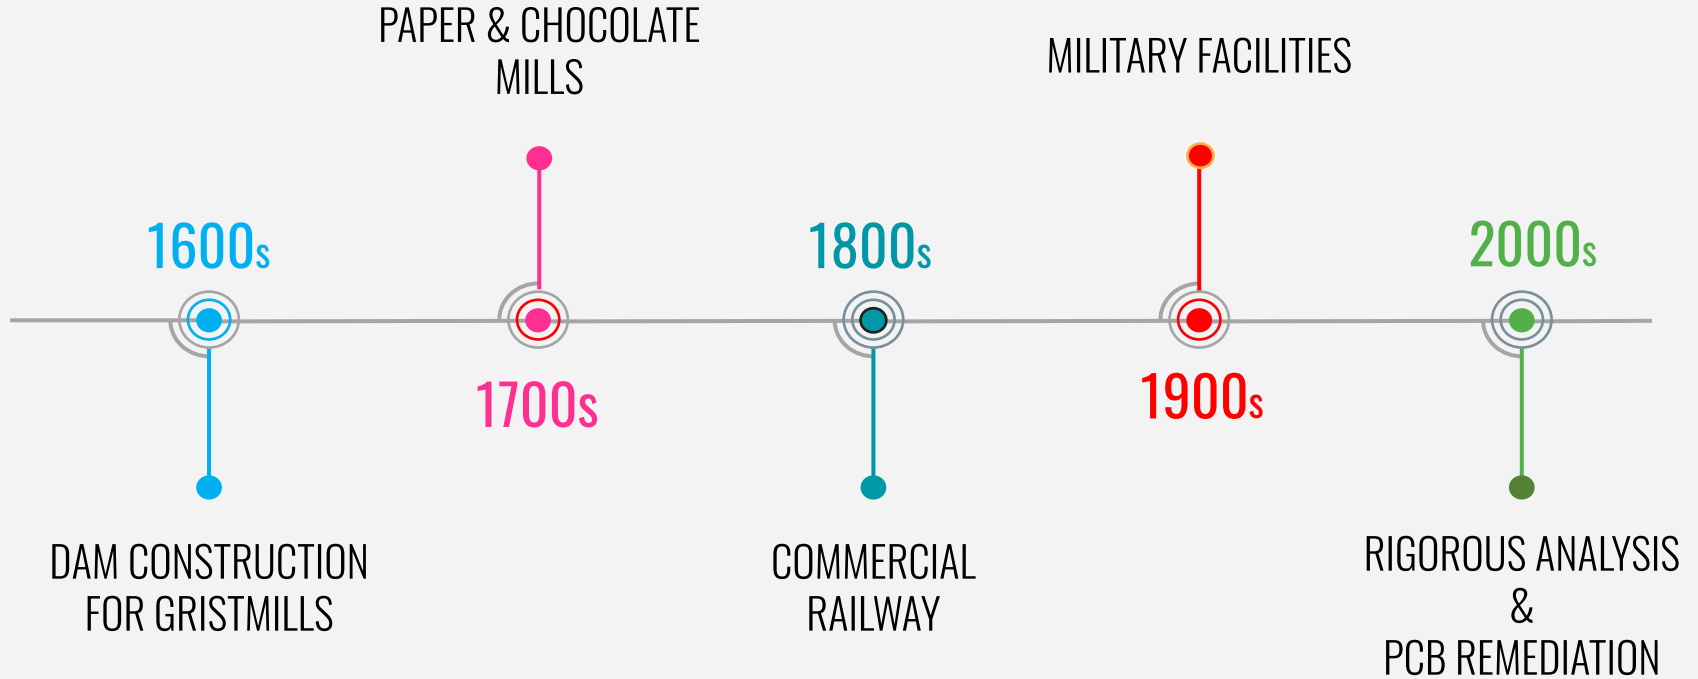 PAPER & CHOCOLATE
MILLS
MILITARY FACILITIES
1600s
1800s
2000s
1700s
1900s
DAM CONSTRUCTION
FOR GRISTMILLS
COMMERCIAL
RAILWAY
RIGOROUS ANALYSIS
&
PCB REMEDIATION